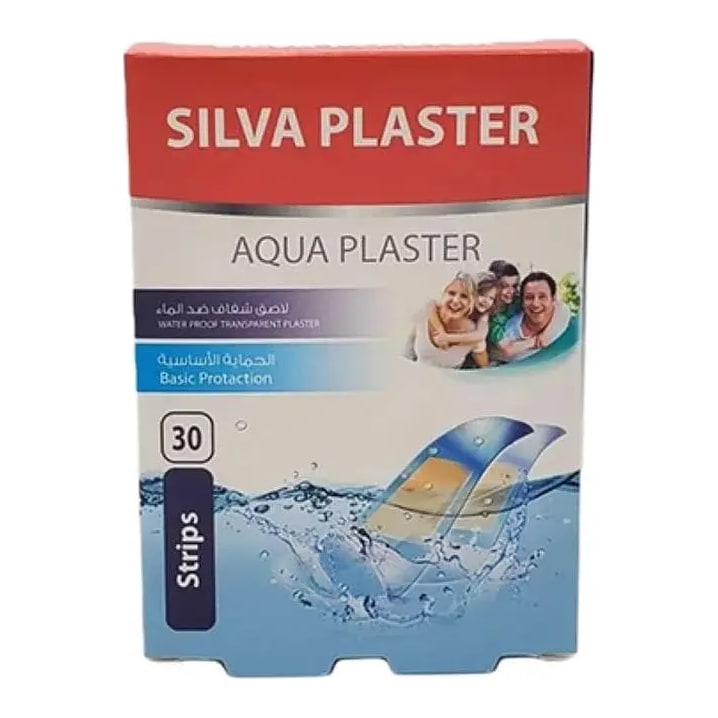 SILVA PLASTER
AQUA PLASTER
لاصق شفاف ضد الماء
WATER PROOF TRANSPARENT PLASTER
الحماية الأساسية
Basic Protaction
30
Strips